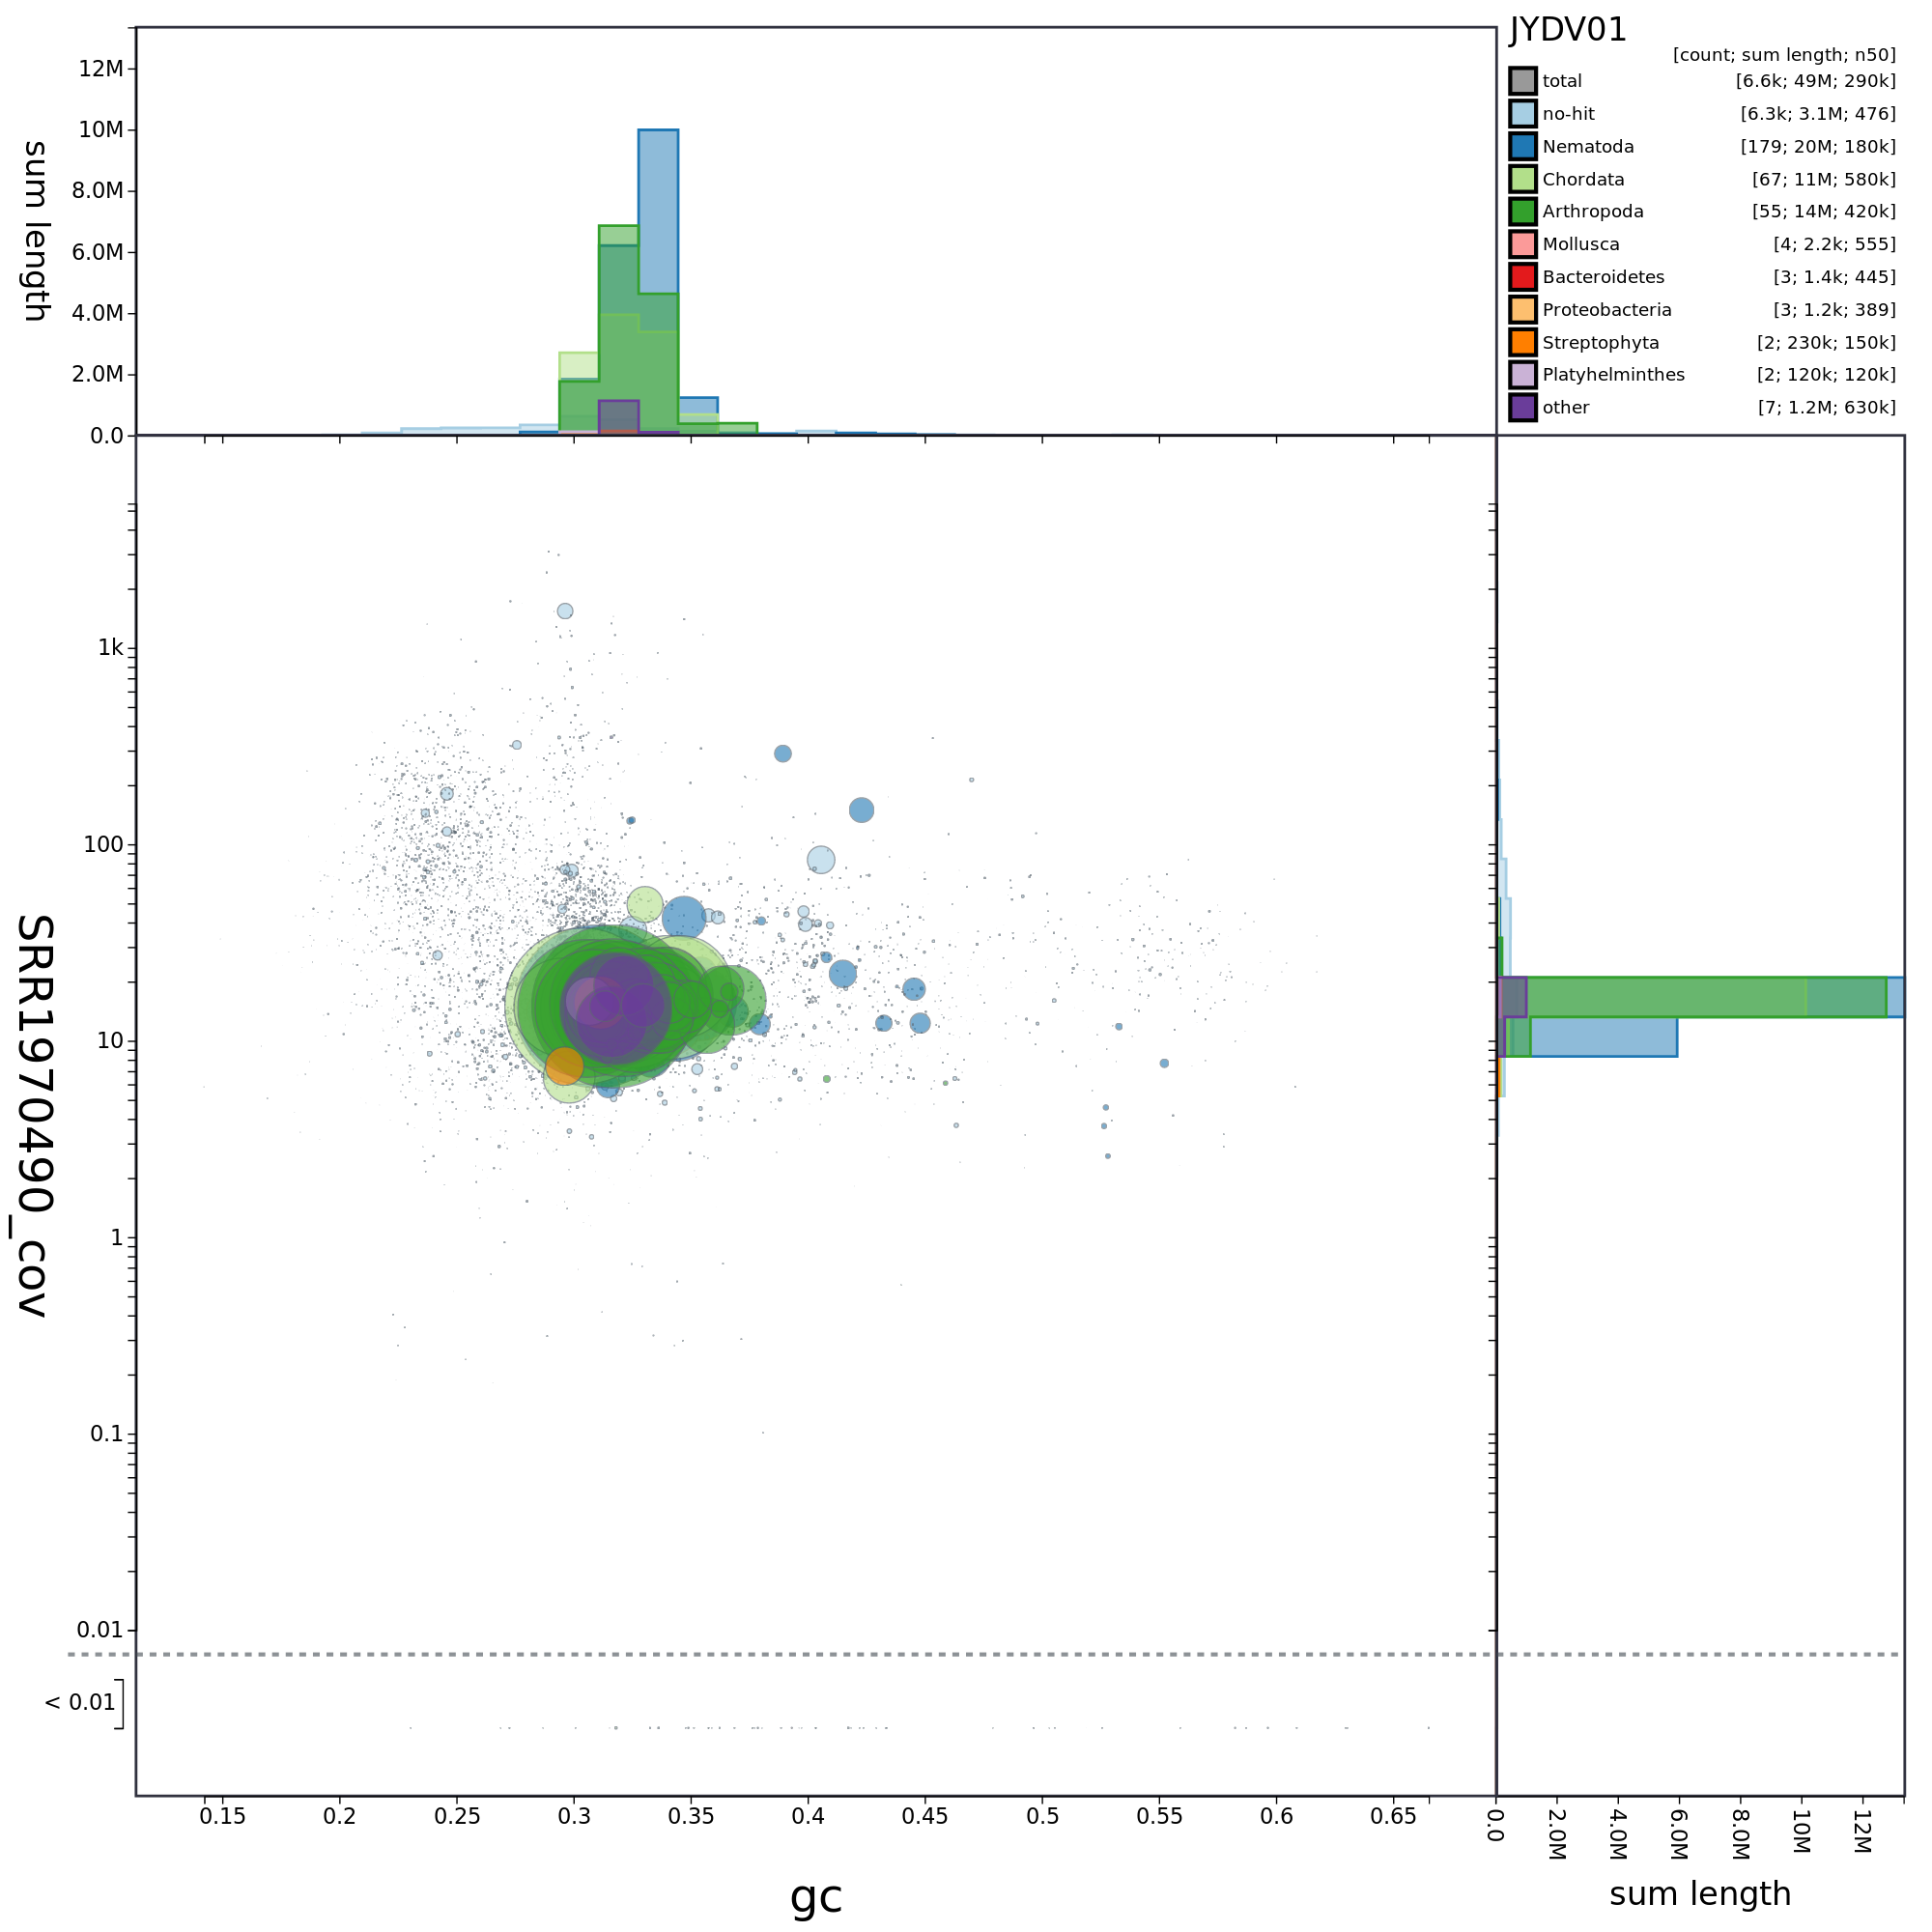 JYDV01
[count; sum length; n50]
total [6.6k; 49M; 290k]
no-hit [6.3k; 3.1M; 476]
Nematoda [179; 20M; 180k]
Chordata [67; 11M; 580k]
Arthropoda [55; 14M; 420k]
Mollusca [4; 2.2k; 555]
Bacteroidetes [3; 1.4k; 445]
Proteobacteria [3; 1.2k; 389]
Streptophyta [2; 230k; 150k]
Platyhelminthes [2; 120k; 120k]
other [7; 1.2M; 630k]
sum length
12M
10M
8.0M
6.0M
4.0M
2.0M
0.0
SRR1970490_cov
1k
100
10
1
0.1
0.01
< 0.01
0.15 0.2 0.25 0.3 0.35 0.4 0.45 0.5 0.55 0.6 0.65
gc
0.0 2.0M 4.0M 6.0M 8.0M 10M 12M
sum length